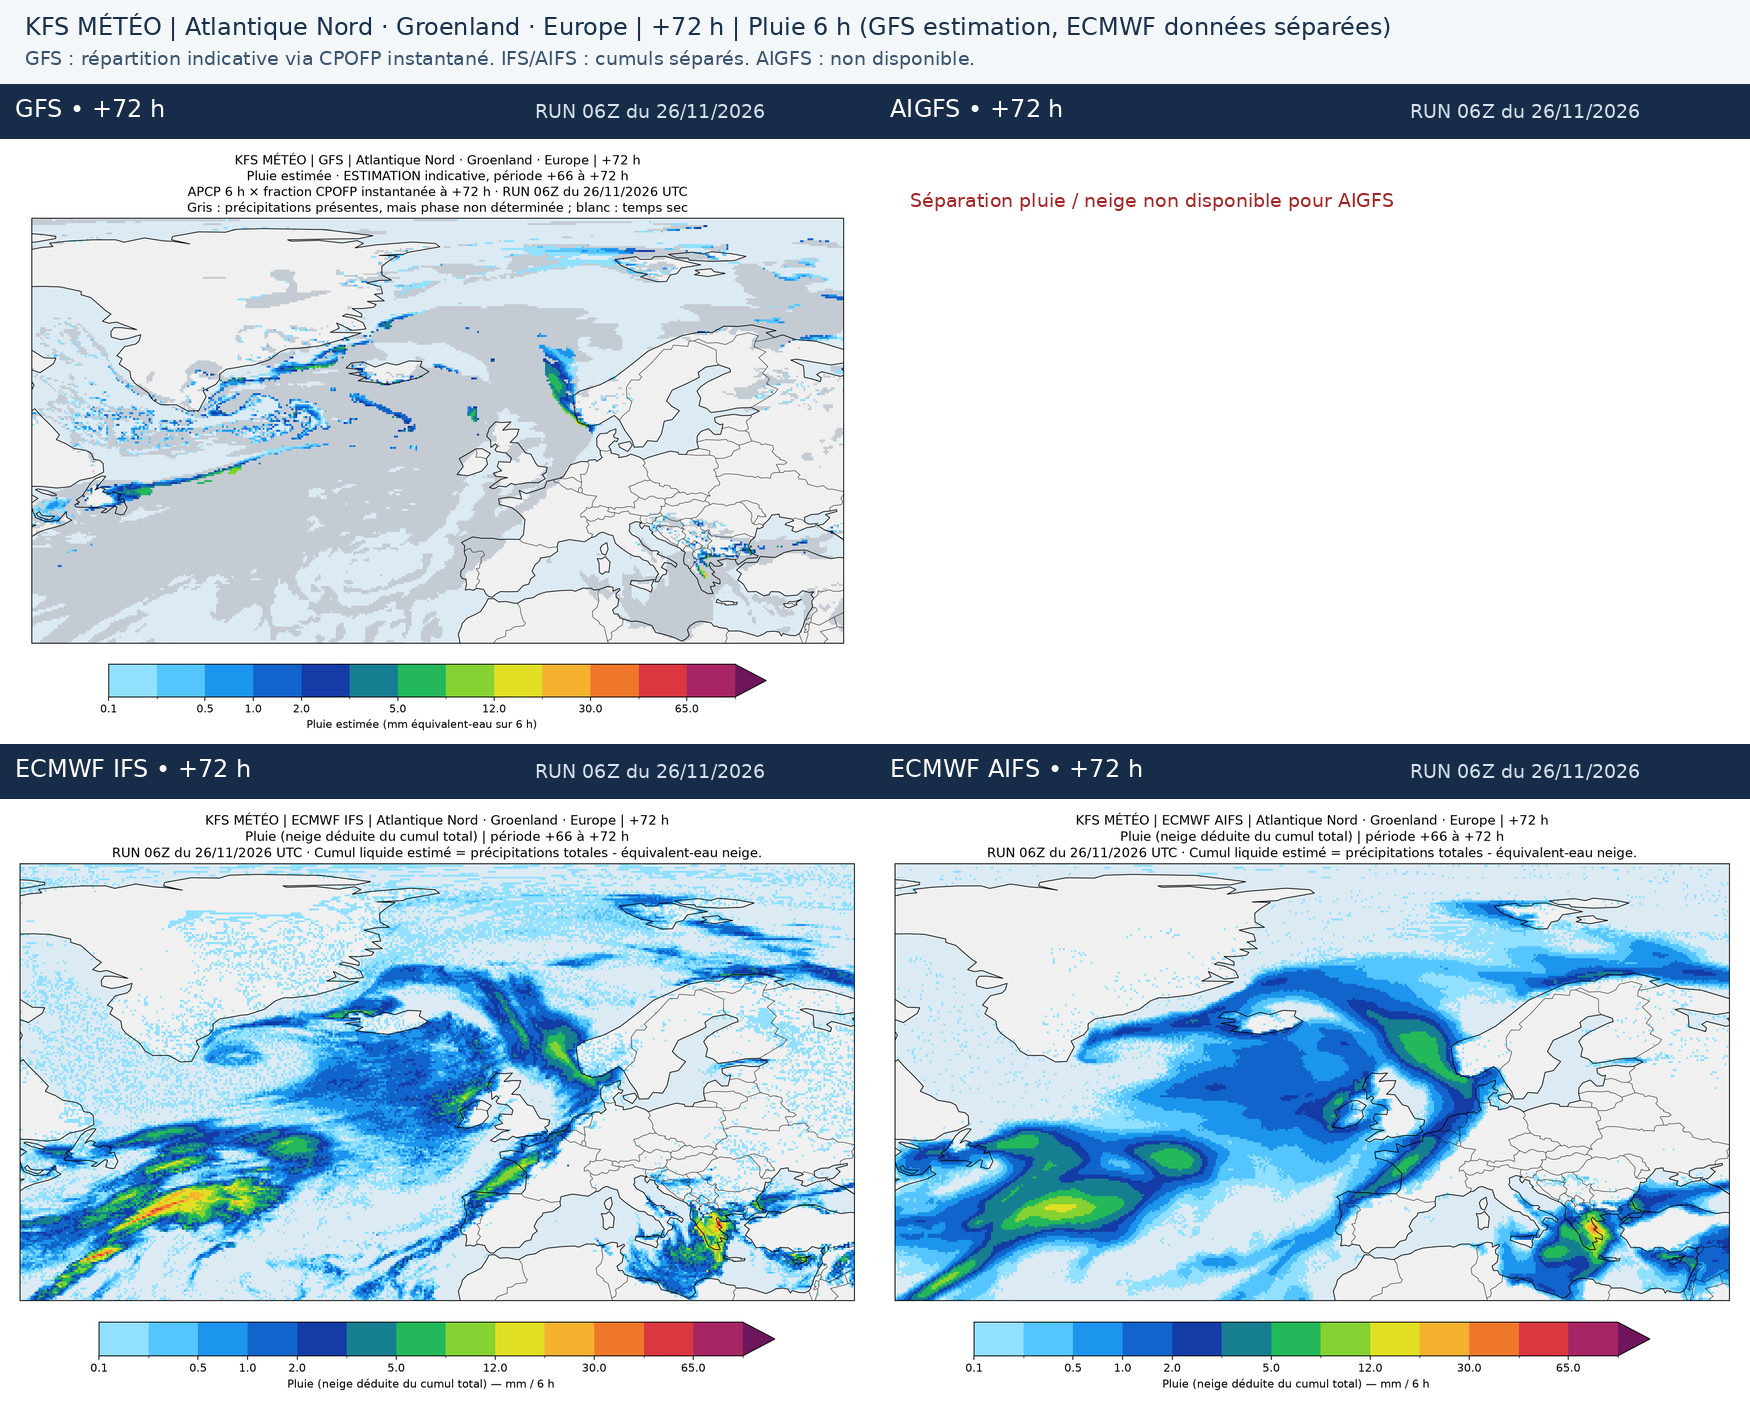 KFS MÉTÉO | Atlantique Nord · Groenland · Europe | +72 h | Pluie 6 h (GFS estimation, ECMWF données séparées)
GFS : répartition indicative via CPOFP instantané. IFS/AIFS : cumuls séparés. AIGFS : non disponible.
GFS • +72 h
RUN 06Z du 26/11/2026
AIGFS • +72 h
RUN 06Z du 26/11/2026
KFS MÉTÉO | GFS | Atlantique Nord · Groenland · Europe | +72 h
Pluie estimée · ESTIMATION indicative, période +66 à +72 h
APCP 6 h × fraction CPOFP instantanée à +72 h · RUN 06Z du 26/11/2026 UTC
Gris : précipitations présentes, mais phase non déterminée ; blanc : temps sec
Séparation pluie / neige non disponible pour AIGFS
0.1 0.5 1.0 2.0 5.0 12.0 30.0 65.0
Pluie estimée (mm équivalent-eau sur 6 h)
ECMWF IFS • +72 h
RUN 06Z du 26/11/2026
ECMWF AIFS • +72 h
RUN 06Z du 26/11/2026
KFS MÉTÉO | ECMWF IFS | Atlantique Nord · Groenland · Europe | +72 h
Pluie (neige déduite du cumul total) | période +66 à +72 h
RUN 06Z du 26/11/2026 UTC · Cumul liquide estimé = précipitations totales - équivalent-eau neige.
0.1 0.5 1.0 2.0 5.0 12.0 30.0 65.0
Pluie (neige déduite du cumul total) — mm / 6 h
KFS MÉTÉO | ECMWF AIFS | Atlantique Nord · Groenland · Europe | +72 h
Pluie (neige déduite du cumul total) | période +66 à +72 h
RUN 06Z du 26/11/2026 UTC · Cumul liquide estimé = précipitations totales - équivalent-eau neige.
0.1 0.5 1.0 2.0 5.0 12.0 30.0 65.0
Pluie (neige déduite du cumul total) — mm / 6 h